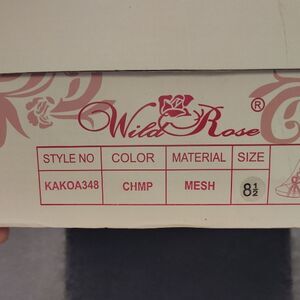 Wild Rose ®
STYLE NO COLOR MATERIAL SIZE
KAKOA348 CHMP MESH 8½